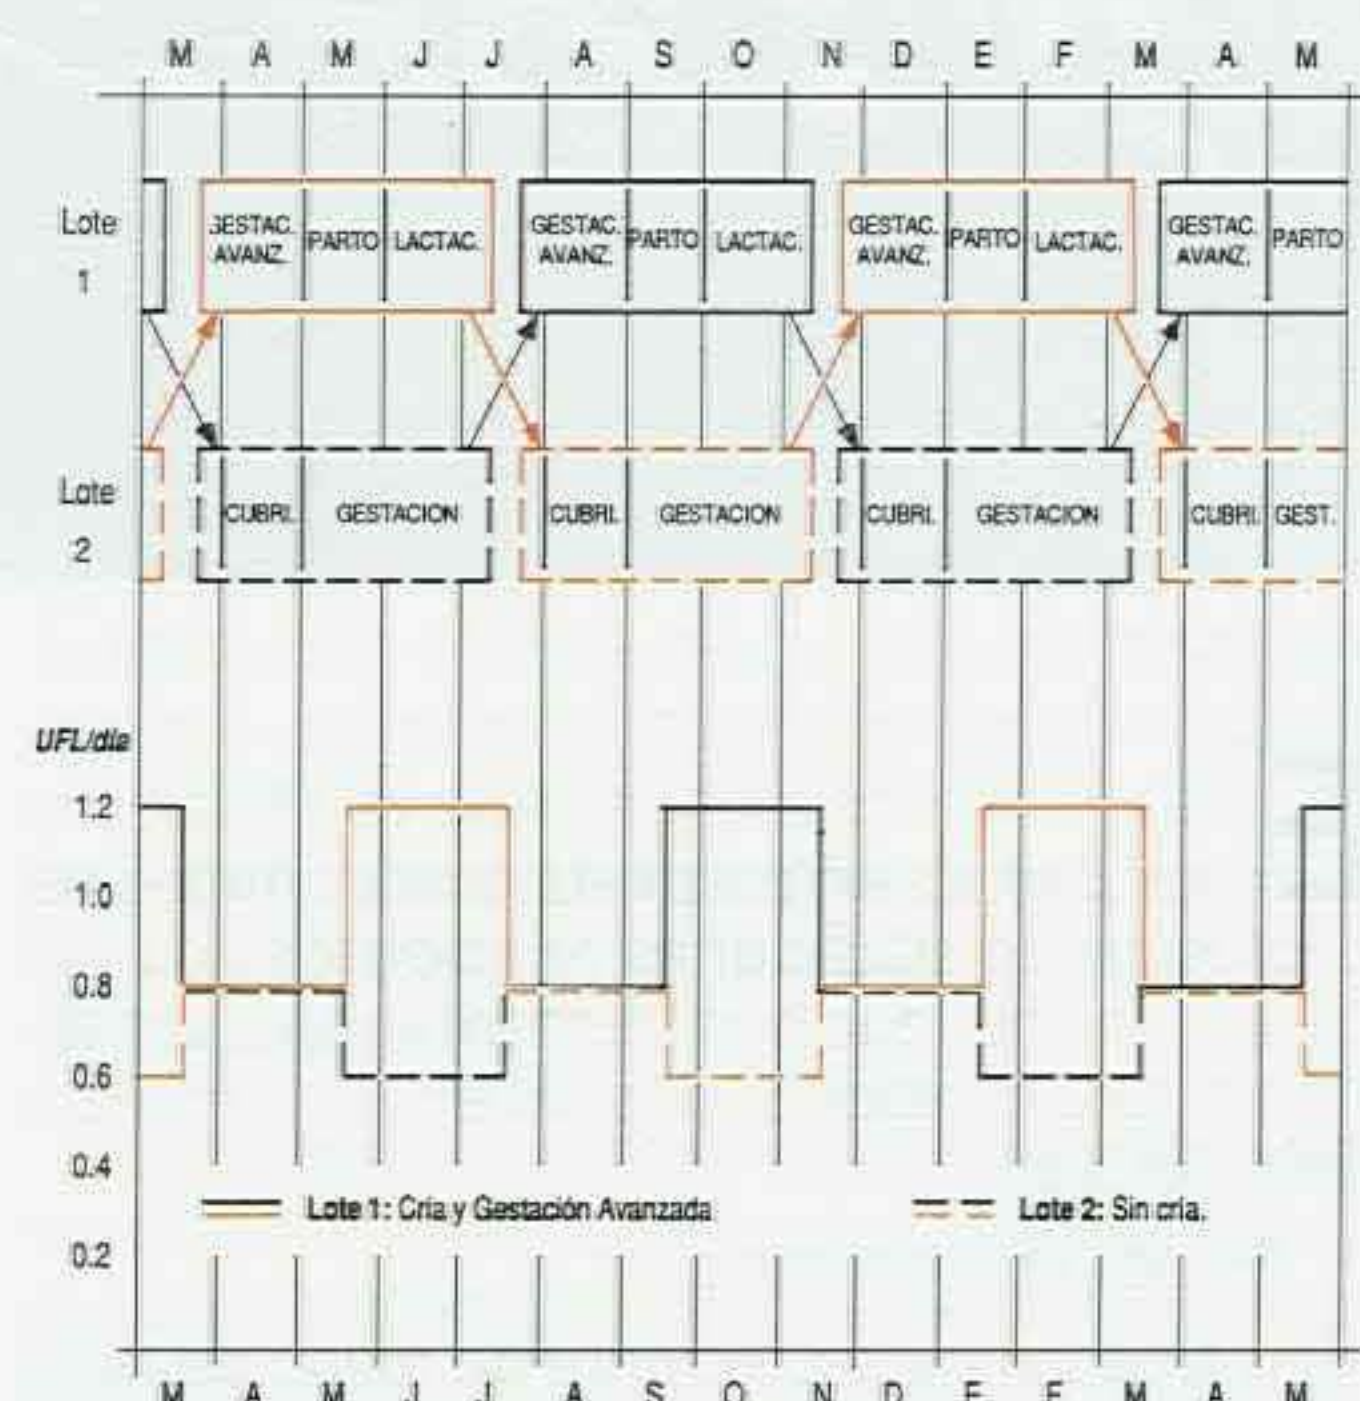 M A M J J A S O N D E F M A M
Lote 1
GESTAC. AVANZ. PARTO LACTAC. GESTAC. AVANZ. PARTO LACTAC. GESTAC. AVANZ. PARTO LACTAC. GESTAC. AVANZ. PARTO
Lote 2
CUBRI. GESTACION CUBRI. GESTACION CUBRI. GESTACION CUBRI. GEST.
UFL/día
1.2
1.0
0.8
0.6
0.4
Lote 1: Cría y Gestación Avanzada Lote 2: Sin cría.
0.2
M A M J J A S O N D E F M A M